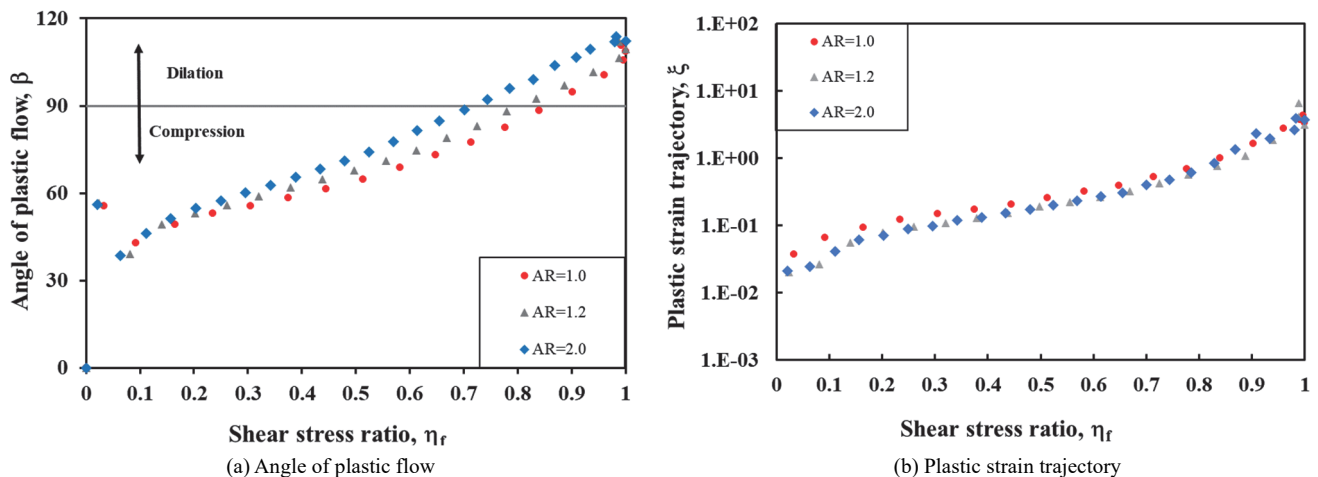 120
90
60
30
0
Angle of plastic flow, β
Dilation
Compression
AR=1.0
AR=1.2
AR=2.0
0 0.1 0.2 0.3 0.4 0.5 0.6 0.7 0.8 0.9 1
Shear stress ratio, ηf
(a) Angle of plastic flow
1.E+02
1.E+01
1.E+00
1.E-01
1.E-02
1.E-03
Plastic strain trajectory, ξ
AR=1.0
AR=1.2
AR=2.0
0 0.1 0.2 0.3 0.4 0.5 0.6 0.7 0.8 0.9 1
Shear stress ratio, ηf
(b) Plastic strain trajectory